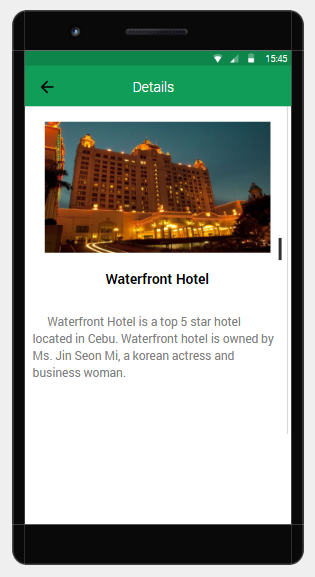 15:45
Details
Waterfront Hotel
Waterfront Hotel is a top 5 star hotel
located in Cebu. Waterfront hotel is owned by
Ms. Jin Seon Mi, a korean actress and
business woman.